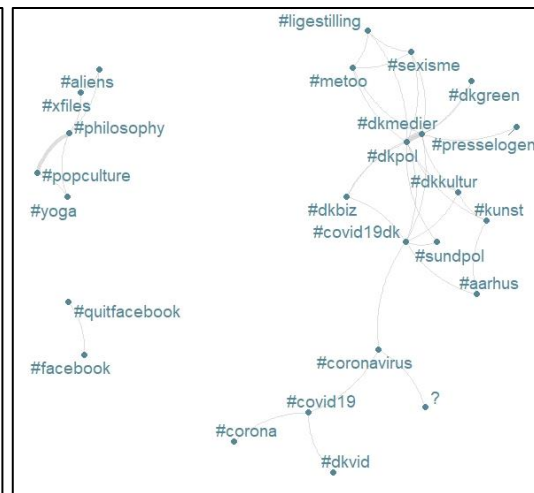 #ligestilling
#aliens
#sexisme
#metoo
#xfiles
#dkgreen
#philosophy
#dkmedier
#presselogen
#dkpol
#popculture
#dkkultur
#yoga
#dkbiz
#kunst
#covid19dk
#sundpol
#aarhus
#quitfacebook
#facebook
#coronavirus
?
#covid19
#corona
#dkvid